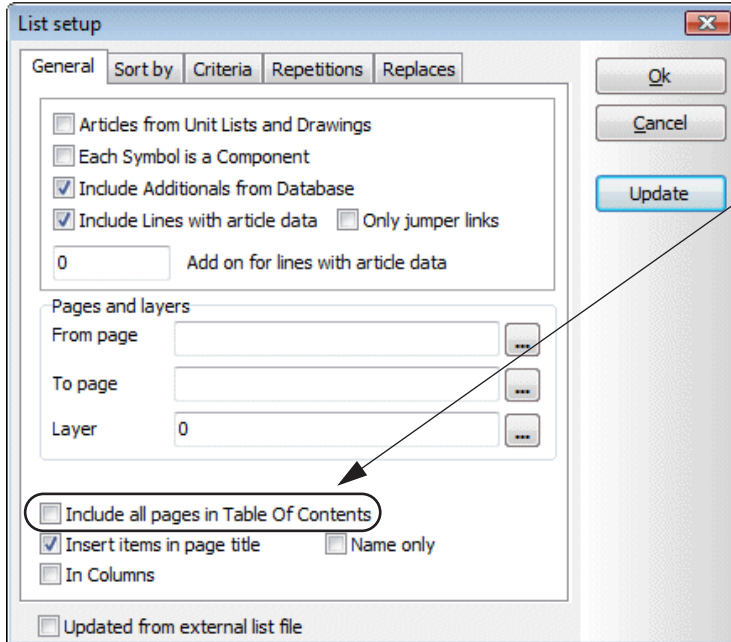 List setup
General Sort by Criteria Repetitions Replaces
Ok
Cancel
Update
Articles from Unit Lists and Drawings
Each Symbol is a Component
Include Additionals from Database
Include Lines with article data Only jumper links
0 Add on for lines with article data
Pages and layers
From page ...
To page ...
Layer 0 ...
Include all pages in Table Of Contents
Insert items in page title Name only
In Columns
Updated from external list file